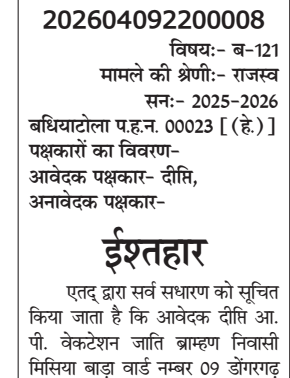 202604092200008
विषयः- ब-121
मामले की श्रेणीः- राजस्व
सनः- 2025-2026
बधियाटोला प.ह.न. 00023 [ (हे.) ]
पक्षकारों का विवरण-
आवेदक पक्षकार- दीप्ति,
अनावेदक पक्षकार-
ईश्तहार
एतद् द्वारा सर्व सधारण को सूचित
किया जाता है कि आवेदक दीप्ति आ.
पी. वेकटेशन जाति ब्राम्हण निवासी
मिसिया बाड़ा वार्ड नम्बर 09 डोंगरगढ़